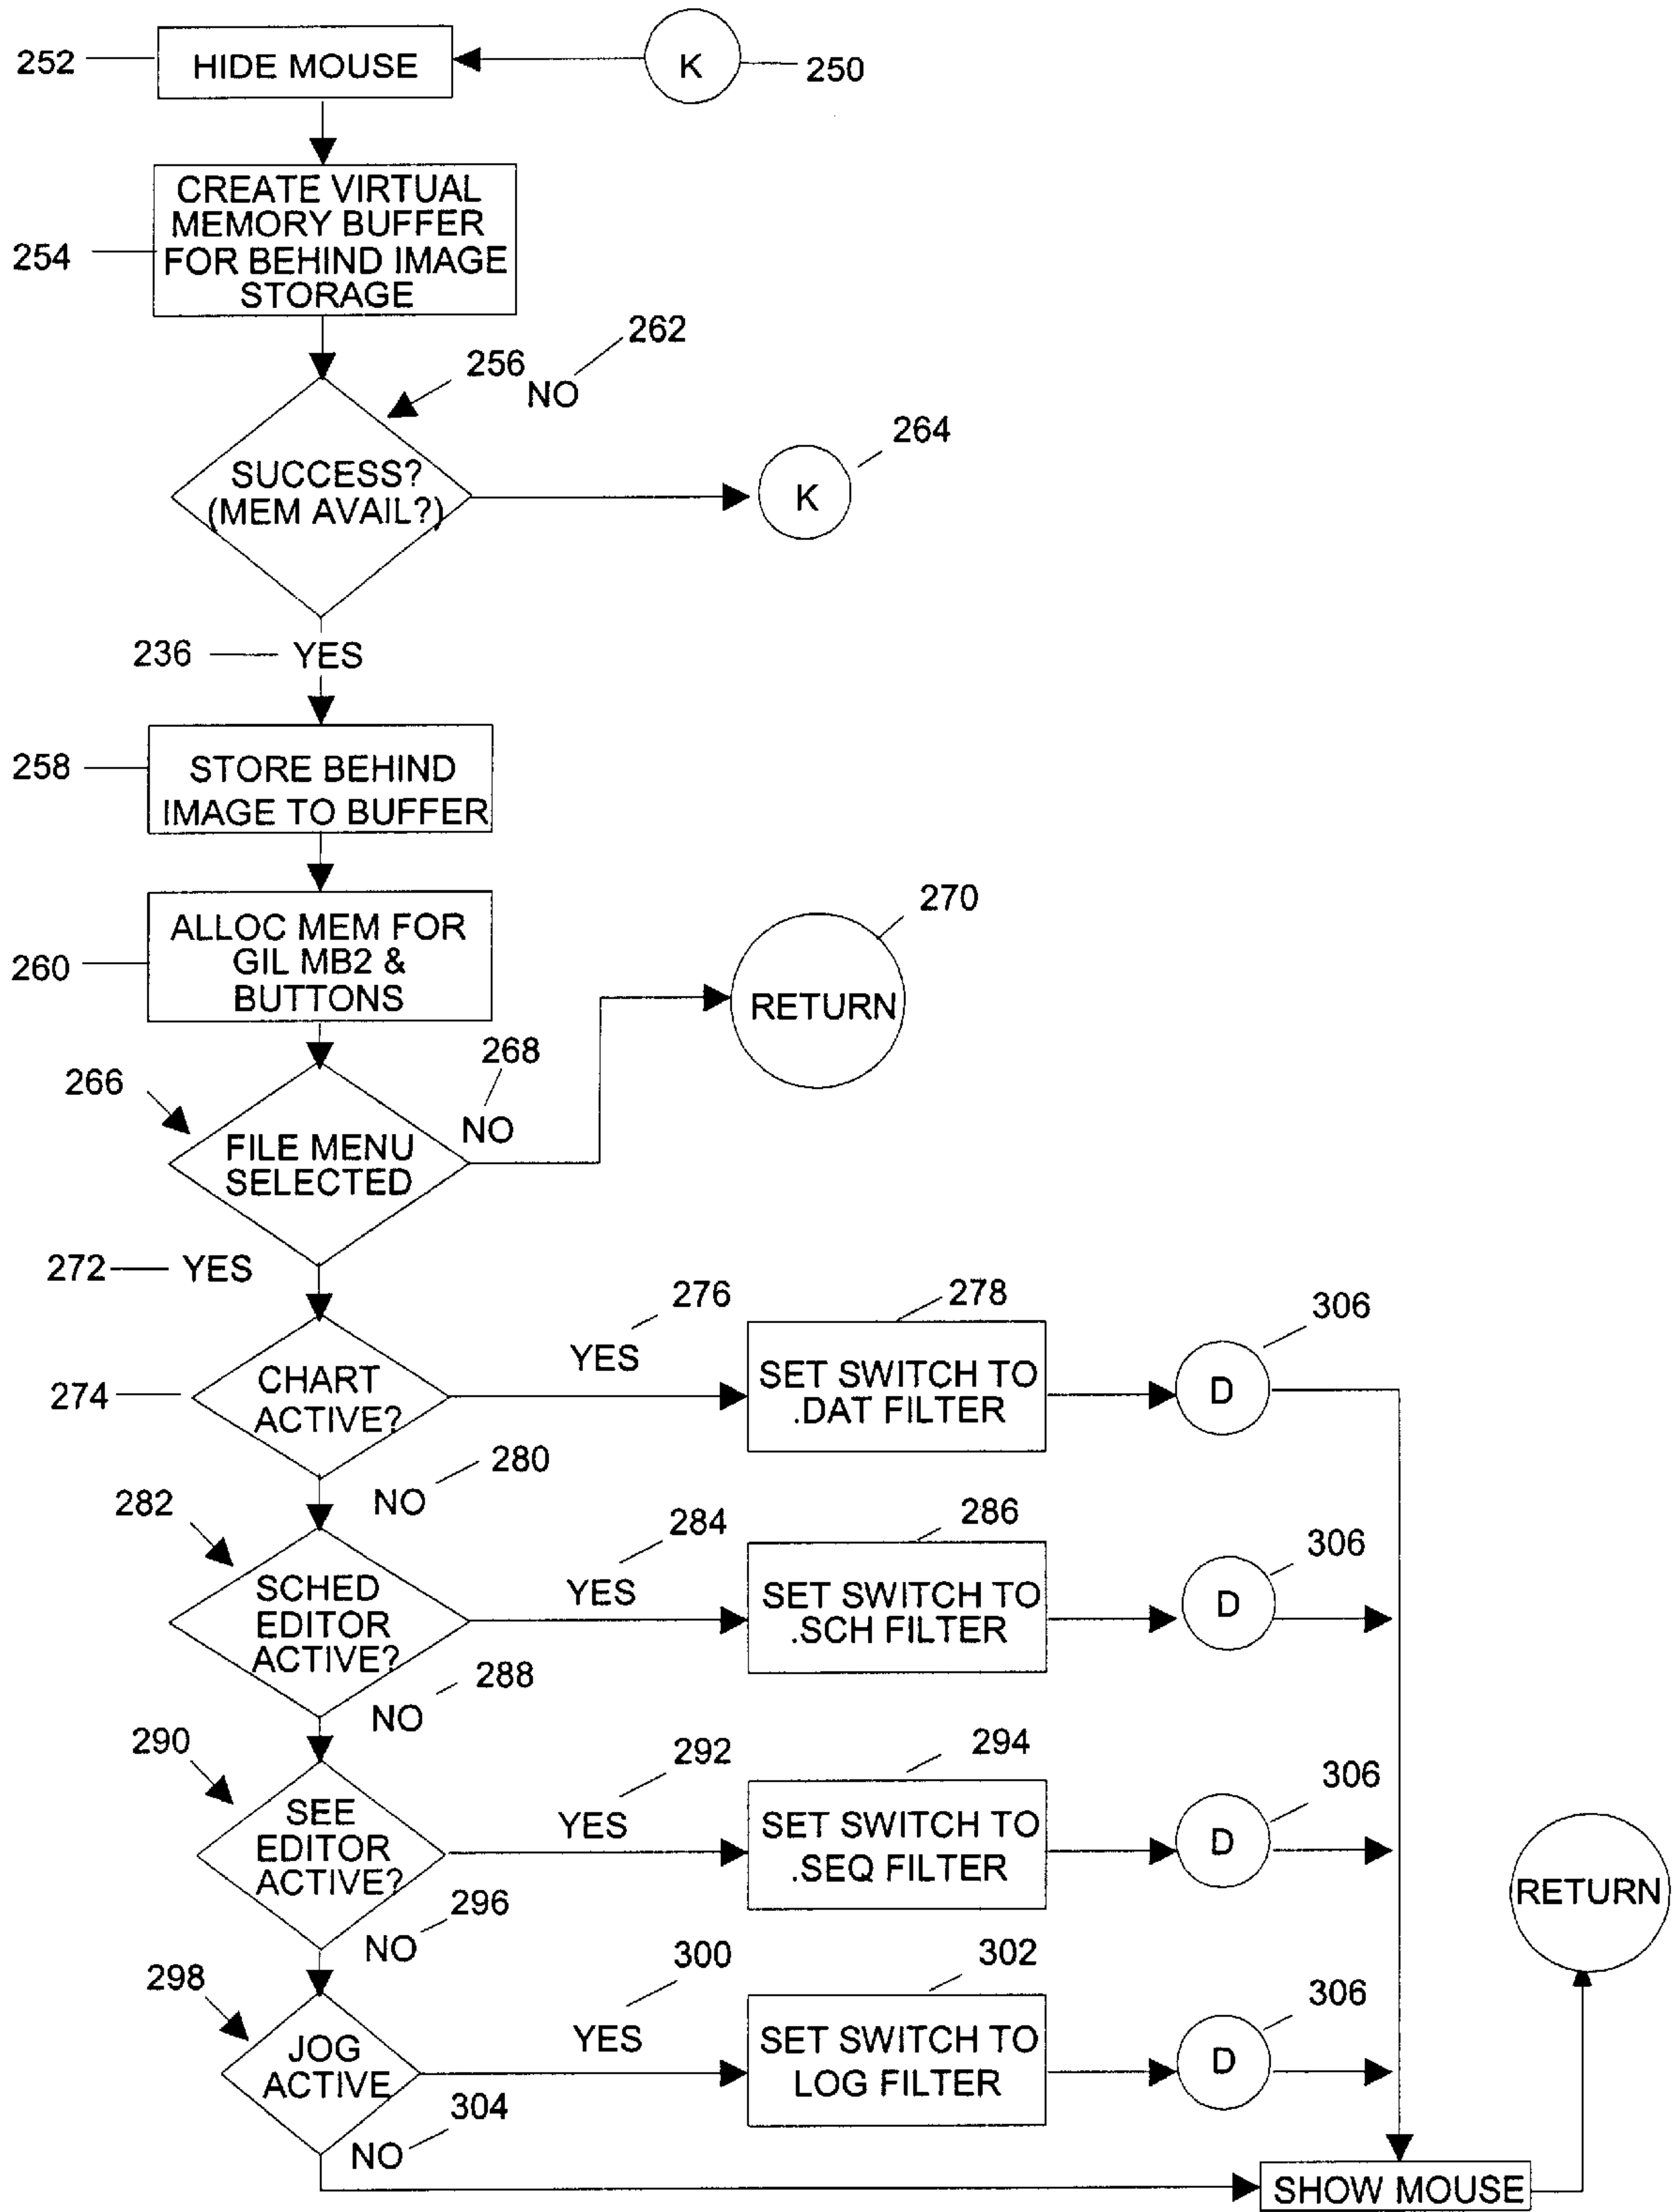 252
HIDE MOUSE
K
250
254
CREATE VIRTUAL
MEMORY BUFFER
FOR BEHIND IMAGE
STORAGE
262
256
NO
SUCCESS?
(MEM AVAIL?)
264
K
236
YES
258
STORE BEHIND
IMAGE TO BUFFER
260
ALLOC MEM FOR
GIL MB2 &
BUTTONS
270
RETURN
266
268
NO
FILE MENU
SELECTED
272
YES
274
CHART
ACTIVE?
276
YES
278
SET SWITCH TO
.DAT FILTER
306
D
280
NO
282
SCHED
EDITOR
ACTIVE?
284
YES
286
SET SWITCH TO
.SCH FILTER
306
D
288
NO
290
SEE
EDITOR
ACTIVE?
292
YES
294
SET SWITCH TO
.SEQ FILTER
306
D
RETURN
296
NO
298
JOG
ACTIVE
300
YES
302
SET SWITCH TO
LOG FILTER
306
D
304
NO
SHOW MOUSE